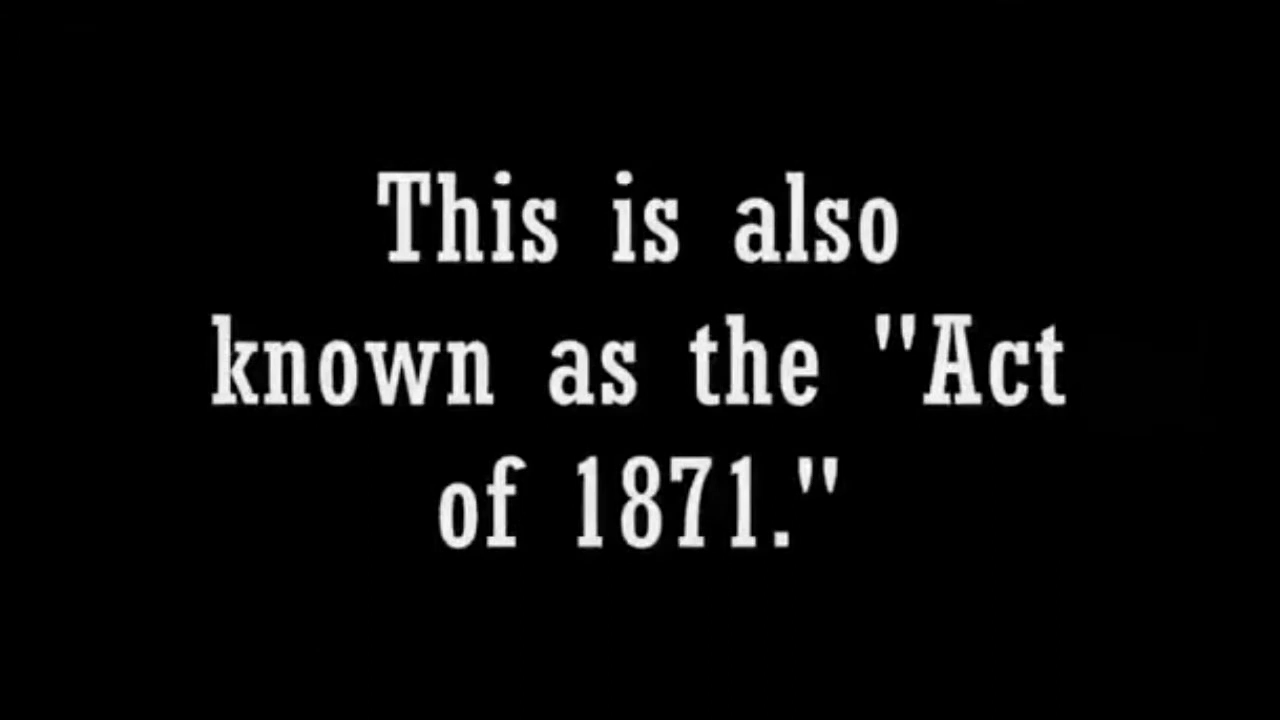 This is also
known as the "Act
of 1871."